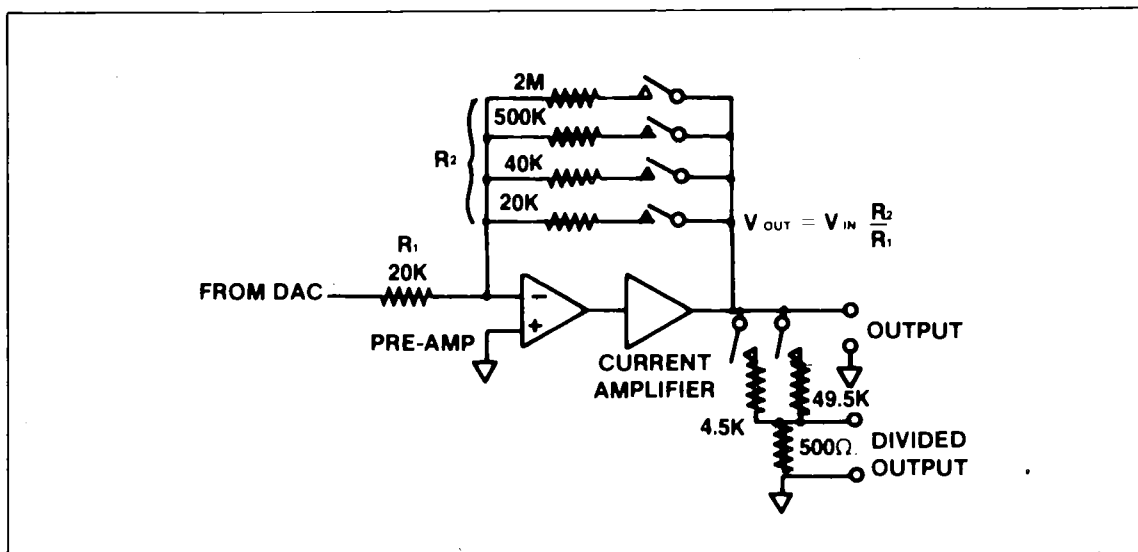 2M
500K
R2
40K
20K
VOUT = VIN R2/R1
R1
20K
FROM DAC
−
+
PRE-AMP
CURRENT
AMPLIFIER
OUTPUT
49.5K
4.5K
500Ω.
DIVIDED
OUTPUT